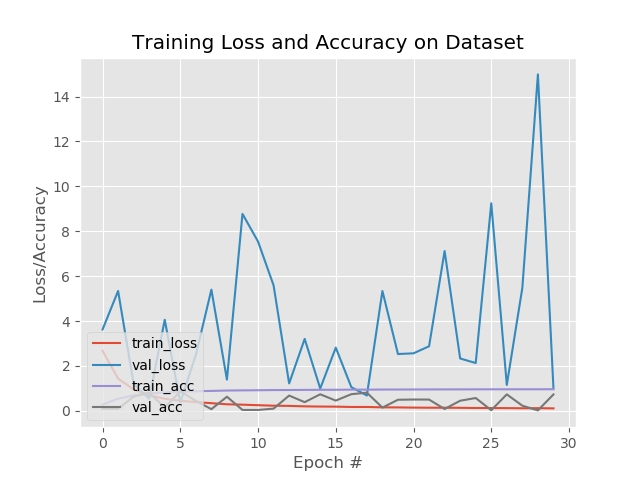 Training Loss and Accuracy on Dataset
14
12
10
8
6
4
2
0
Loss/Accuracy
train_loss
val_loss
train_acc
val_acc
0 5 10 15 20 25 30
Epoch #